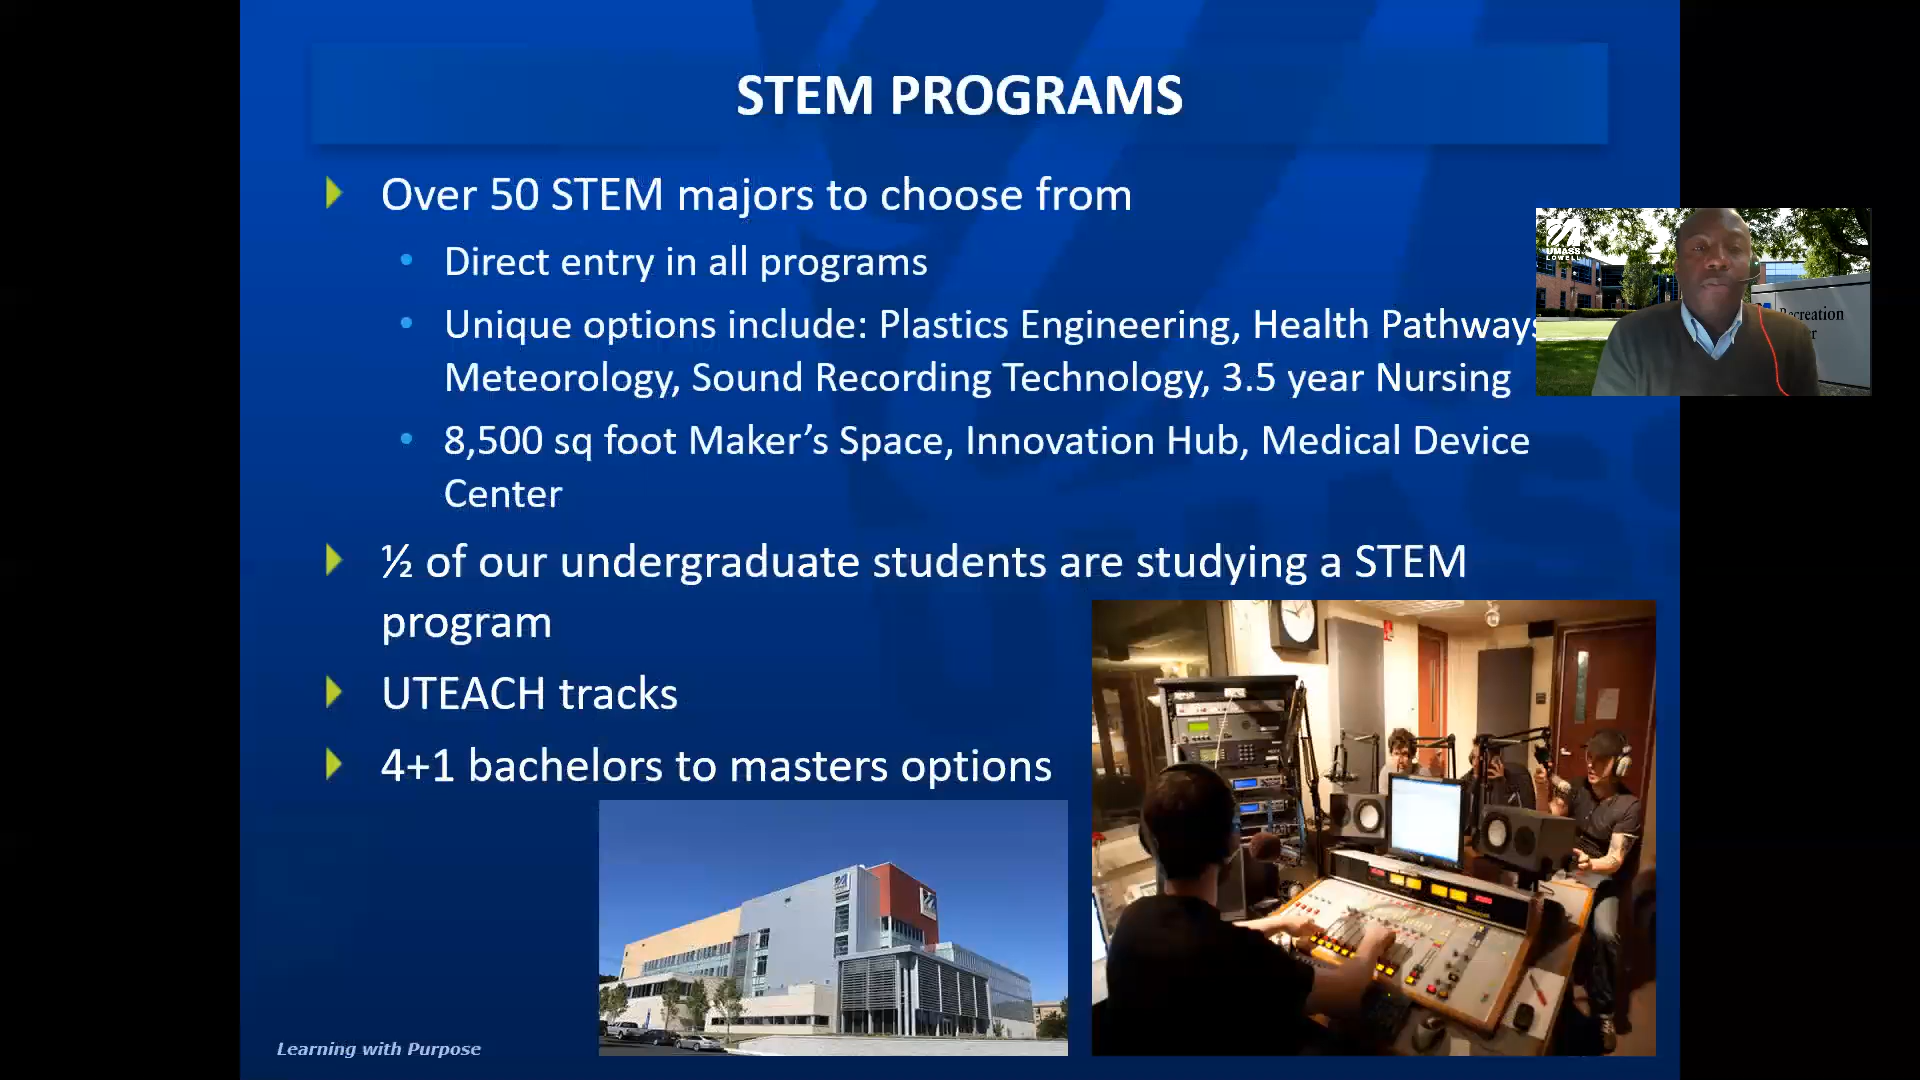 STEM PROGRAMS
Over 50 STEM majors to choose from
Direct entry in all programs
Unique options include: Plastics Engineering, Health Pathways
Meteorology, Sound Recording Technology, 3.5 year Nursing
8,500 sq foot Maker’s Space, Innovation Hub, Medical Device
Center
½ of our undergraduate students are studying a STEM
program
UTEACH tracks
4+1 bachelors to masters options
Learning with Purpose
UMASS
LOWELL
Recreation